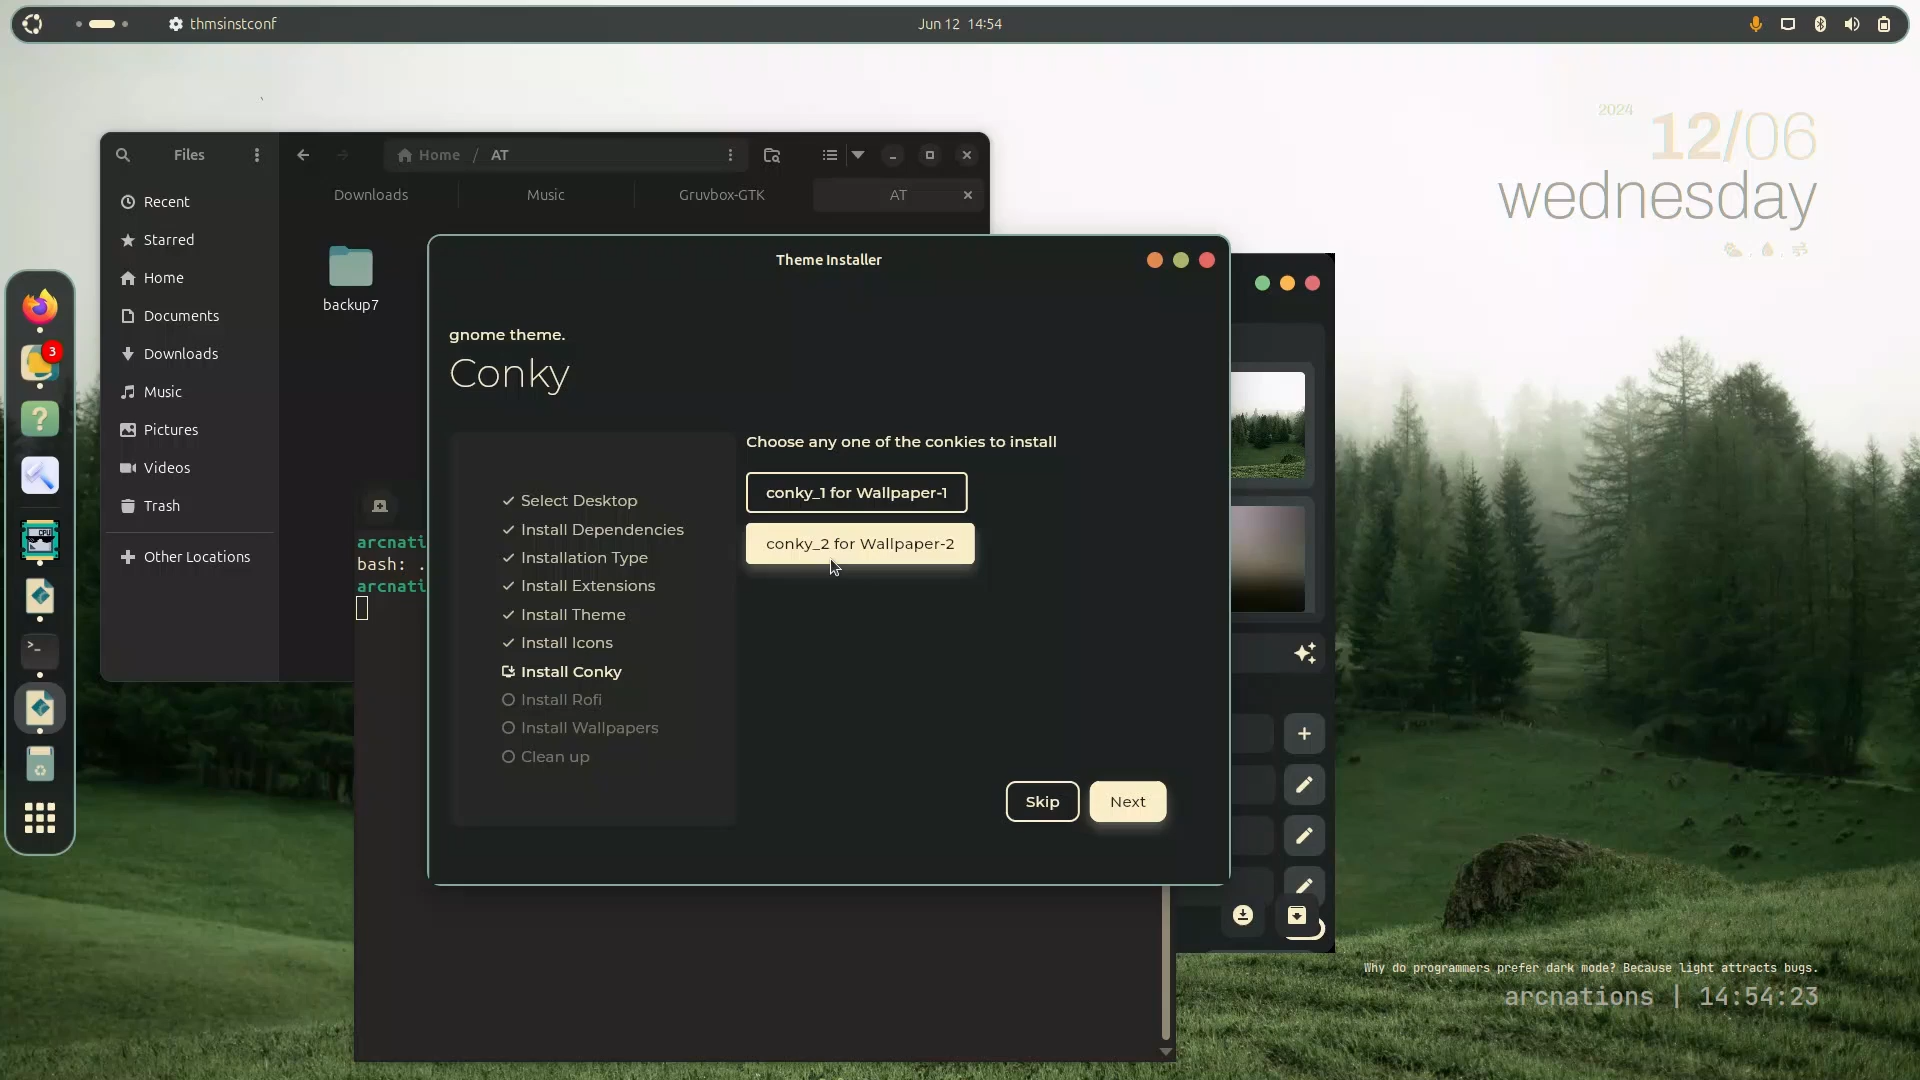 thmsinstconf
Jun 12 14:54
2024
12/06
wednesday
Files
Home / AT
Downloads
Music
Gruvbox-GTK
AT
Recent
Starred
Home
Documents
Downloads
Music
Pictures
Videos
Trash
Other Locations
backup7
3
CPU
Theme Installer
gnome theme.
Conky
Select Desktop
Install Dependencies
Installation Type
Install Extensions
Install Theme
Install Icons
Install Conky
Install Rofi
Install Wallpapers
Clean up
Choose any one of the conkies to install
conky_1 for Wallpaper-1
conky_2 for Wallpaper-2
Skip
Next
arcnati
bash: .
arcnati
Why do programmers prefer dark mode? Because light attracts bugs.
arcnations | 14:54:23